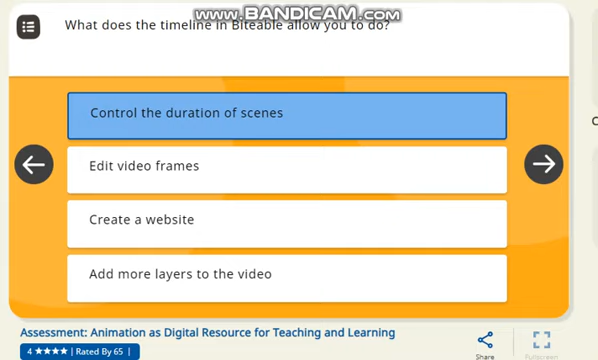 www.BANDICAM.com
What does the timeline in Biteable allow you to do?
Control the duration of scenes
Edit video frames
Create a website
Add more layers to the video
Assessment: Animation as Digital Resource for Teaching and Learning
4 ★★★★ | Rated By 65 |
Share
Fullscreen